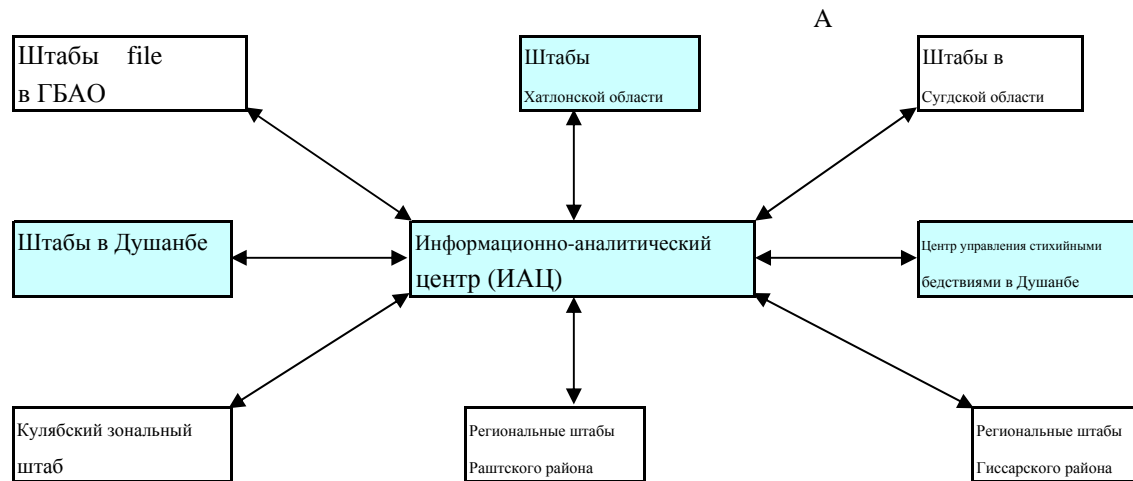 А
Штабы file
в ГБАО
Штабы
Хатлонской области
Штабы в
Сугдской области
Штабы в Душанбе
Информационно-аналитический
центр (ИАЦ)
Центр управления стихийными
бедствиями в Душанбе
Кулябский зональный
штаб
Региональные штабы
Раштского района
Региональные штабы
Гиссарского района